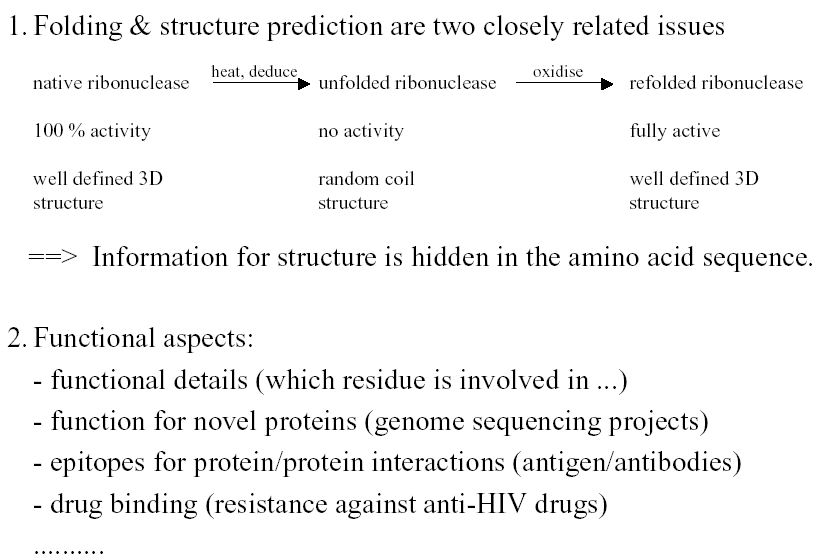 1. Folding & structure prediction are two closely related issues
native ribonuclease heat, deduce unfolded ribonuclease oxidise refolded ribonuclease
100 % activity no activity fully active
well defined 3D random coil well defined 3D
structure structure structure
==> Information for structure is hidden in the amino acid sequence.
2. Functional aspects:
- functional details (which residue is involved in ...)
- function for novel proteins (genome sequencing projects)
- epitopes for protein/protein interactions (antigen/antibodies)
- drug binding (resistance against anti-HIV drugs)
..........